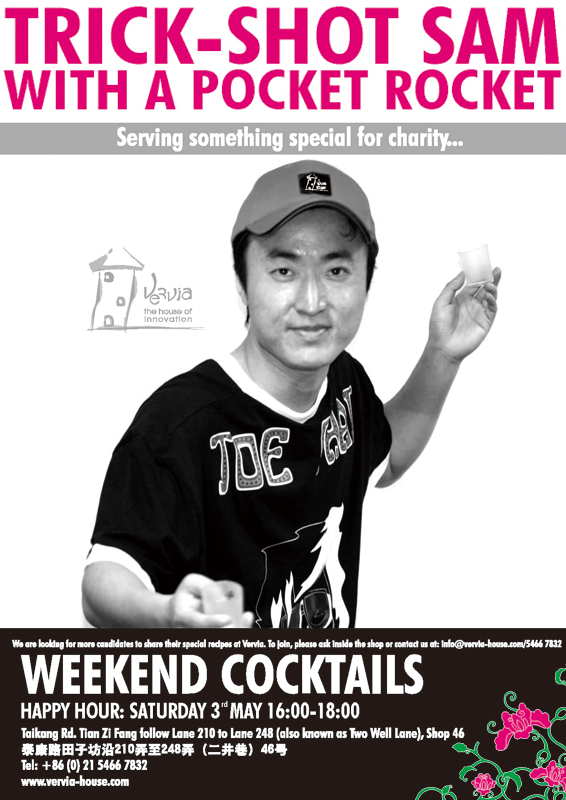 TRICK-SHOT SAM
WITH A POCKET ROCKET
Serving something special for charity...
Vervia
the house of
innovation
TOE
We are looking for more candidates to share their special recipes at Vervia. To join, please ask inside the shop or contact us at: info@vervia-house.com/5466 7832
WEEKEND COCKTAILS
HAPPY HOUR: SATURDAY 3rd MAY 16:00-18:00
Taikang Rd. Tian Zi Fang follow Lane 210 to Lane 248 (also known as Two Well Lane), Shop 46
泰康路田子坊沿210弄至248弄 (二井巷) 46号
Tel: +86 (0) 21 5466 7832
www.vervia-house.com